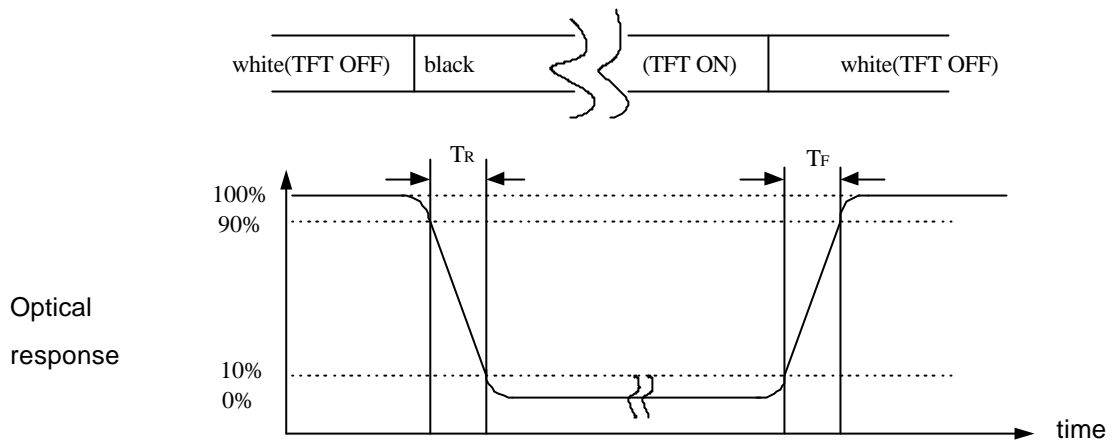 white(TFT OFF) black (TFT ON) white(TFT OFF)
TR TF
100%
90%
Optical
response
10%
0%
time